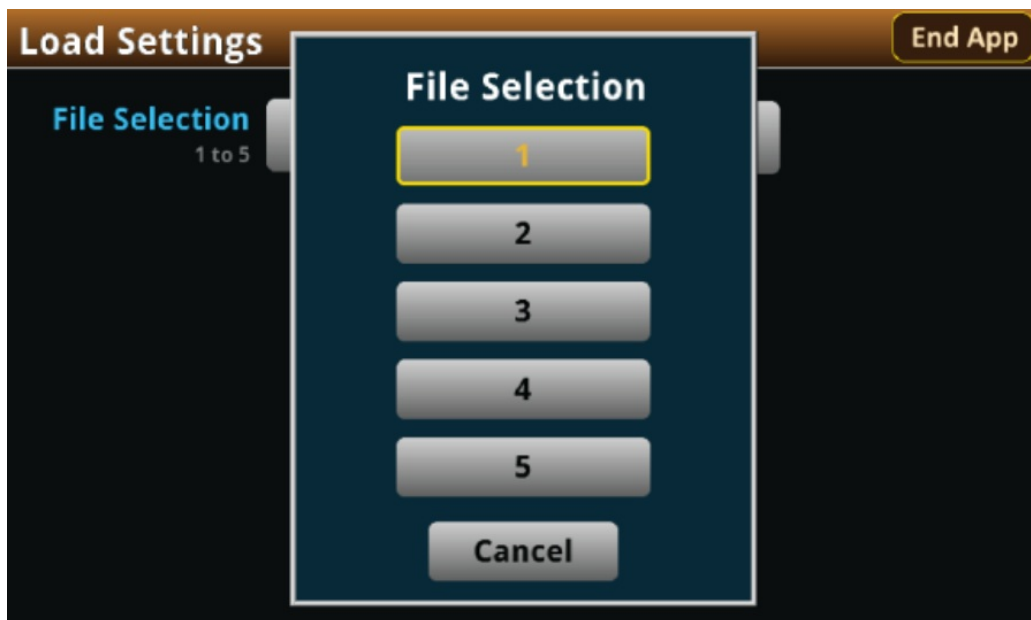 Load Settings
End App
File Selection
1 to 5
File Selection
1
2
3
4
5
Cancel